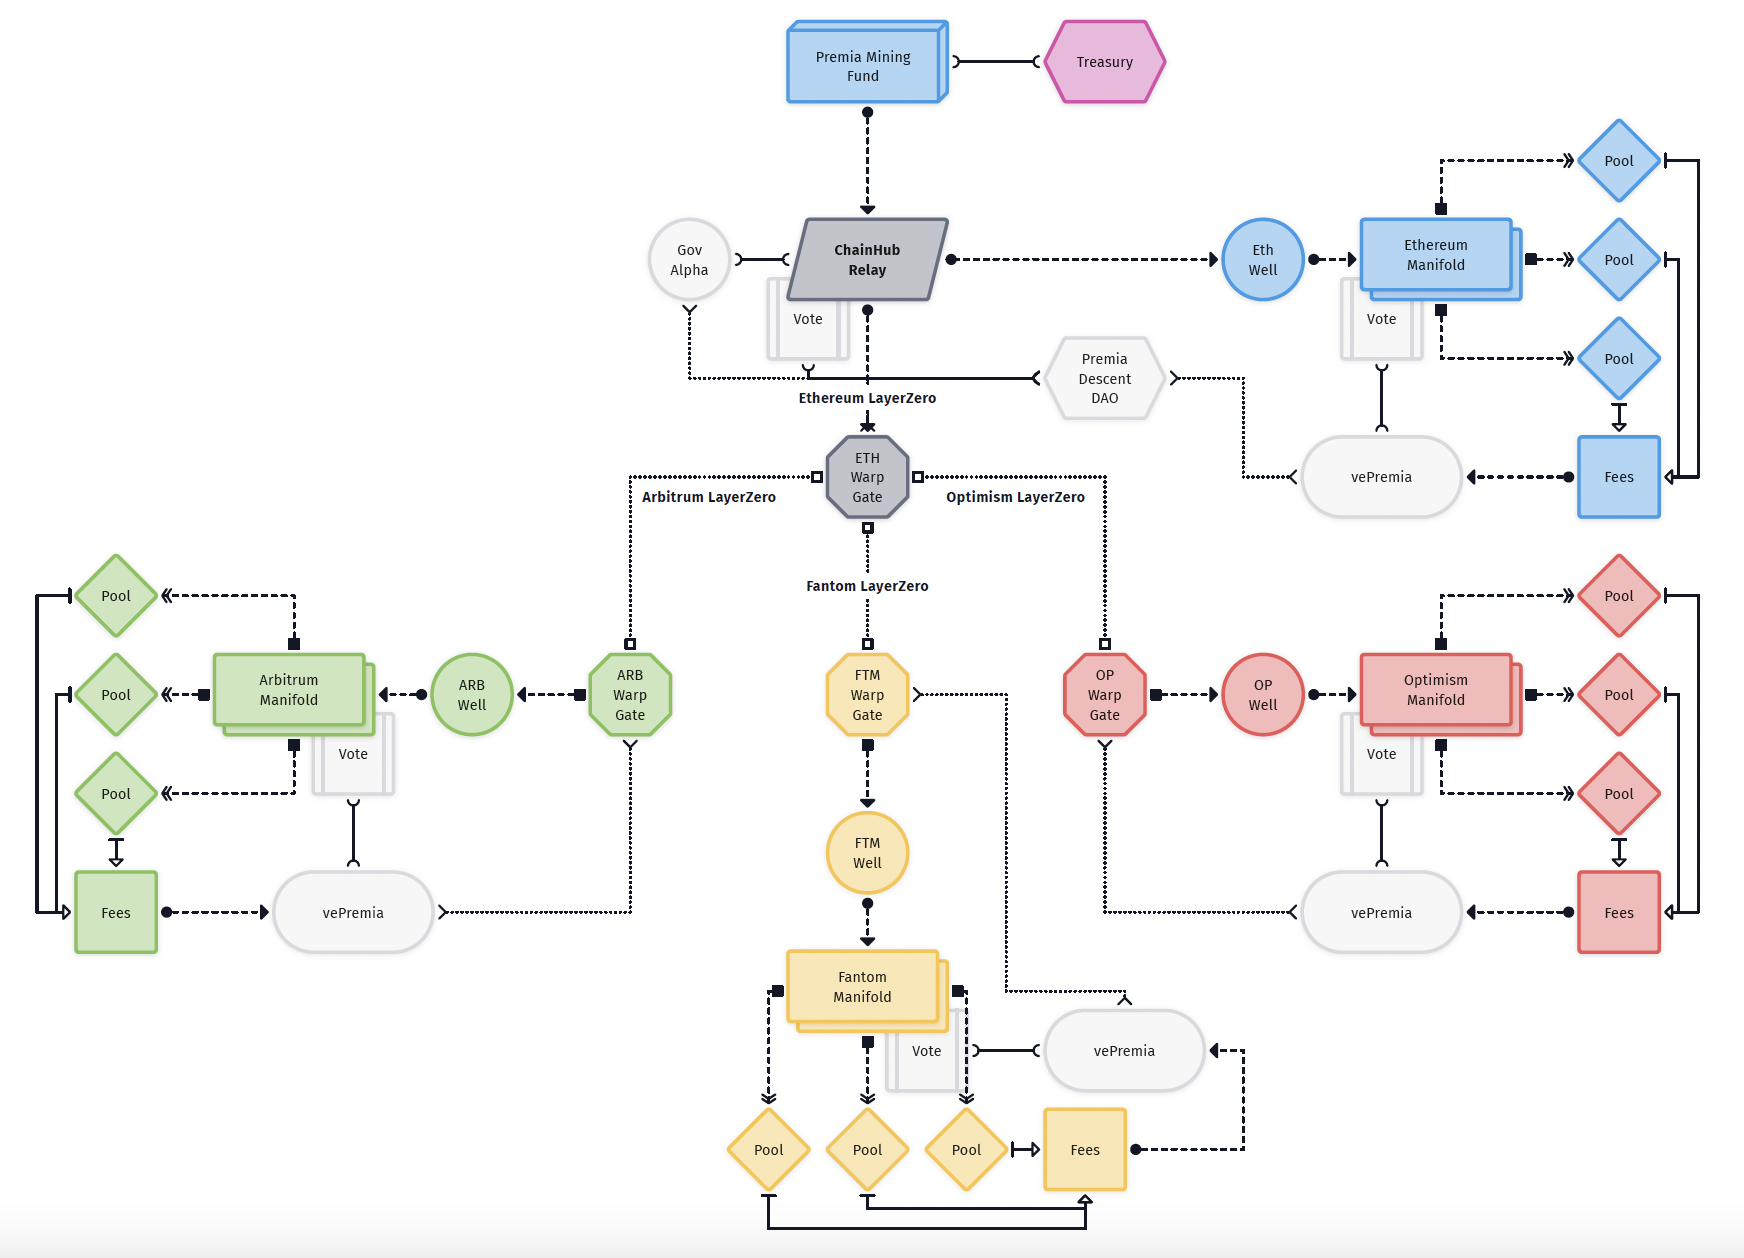 Premia Mining
Fund
Treasury
Pool
Gov
Alpha
ChainHub
Relay
Eth
Well
Ethereum
Manifold
Pool
Vote
Vote
Premia
Descent
DAO
Pool
Ethereum LayerZero
ETH
Warp
Gate
vePremia
Fees
Arbitrum LayerZero
Optimism LayerZero
Fantom LayerZero
Pool
Pool
Pool
Arbitrum
Manifold
ARB
Well
ARB
Warp
Gate
FTM
Warp
Gate
OP
Warp
Gate
OP
Well
Optimism
Manifold
Pool
Vote
Vote
Pool
Pool
FTM
Well
Fees
vePremia
vePremia
Fees
Fantom
Manifold
Vote
vePremia
Pool
Pool
Pool
Fees